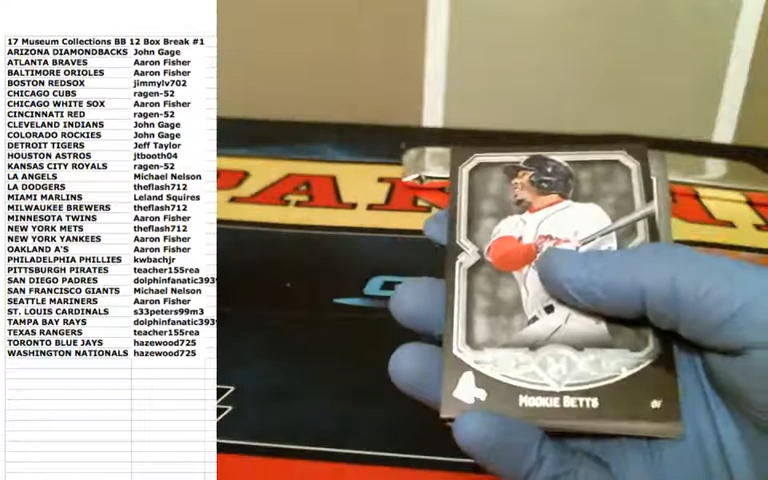 17 Museum Collections BB 12 Box Break #1
ARIZONA DIAMONDBACKS John Gage
ATLANTA BRAVES Aaron Fisher
BALTIMORE ORIOLES Aaron Fisher
BOSTON REDSOX jimmylv702
CHICAGO CUBS ragen-52
CHICAGO WHITE SOX Aaron Fisher
CINCINNATI RED ragen-52
CLEVELAND INDIANS John Gage
COLORADO ROCKIES John Gage
DETROIT TIGERS Jeff Taylor
HOUSTON ASTROS jtbooth04
KANSAS CITY ROYALS ragen-52
LA ANGELS Michael Nelson
LA DODGERS theflash712
MIAMI MARLINS Leland Squires
MILWAUKEE BREWERS theflash712
MINNESOTA TWINS Aaron Fisher
NEW YORK METS theflash712
NEW YORK YANKEES Aaron Fisher
OAKLAND A'S Aaron Fisher
PHILADELPHIA PHILLIES kwbachjr
PITTSBURGH PIRATES teacher155rea
SAN DIEGO PADRES dolphinfanatic393
SAN FRANCISCO GIANTS Michael Nelson
SEATTLE MARINERS Aaron Fisher
ST. LOUIS CARDINALS s33peters99m3
TAMPA BAY RAYS dolphinfanatic393
TEXAS RANGERS teacher155rea
TORONTO BLUE JAYS hazewood725
WASHINGTON NATIONALS hazewood725
PANI
MOOKIE BETTS
OF